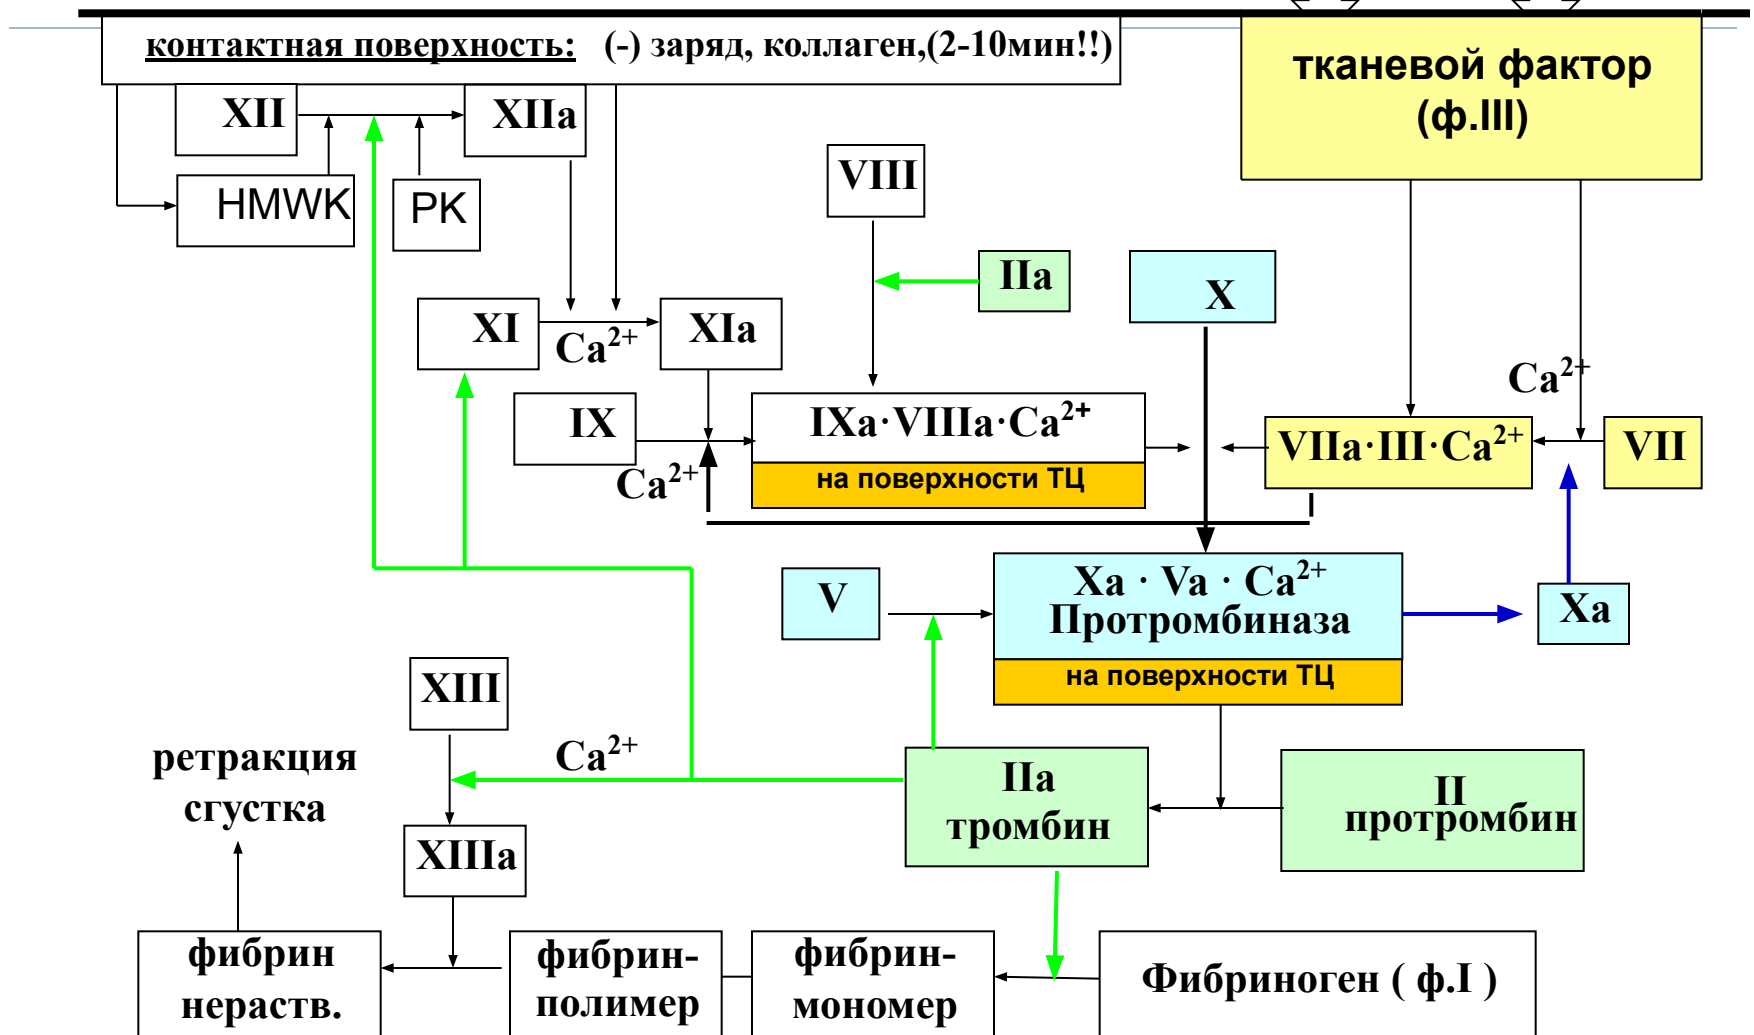 контактная поверхность: (-) заряд, коллаген,(2-10мин!!)
тканевой фактор
(ф.III)
XII
XIIa
HMWK
PK
VIII
IIa
X
XI
Ca²⁺
XIa
Ca²⁺
IX
Ca²⁺
IXa·VIIIa·Ca²⁺
на поверхности ТЦ
VIIa·III·Ca²⁺
VII
V
Xa · Va · Ca²⁺
Протромбиназа
на поверхности ТЦ
Xa
XIII
Ca²⁺
ретракция
сгустка
IIa
тромбин
II
протромбин
XIIIa
фибрин
нераств.
фибрин-
полимер
фибрин-
мономер
Фибриноген ( ф.I )